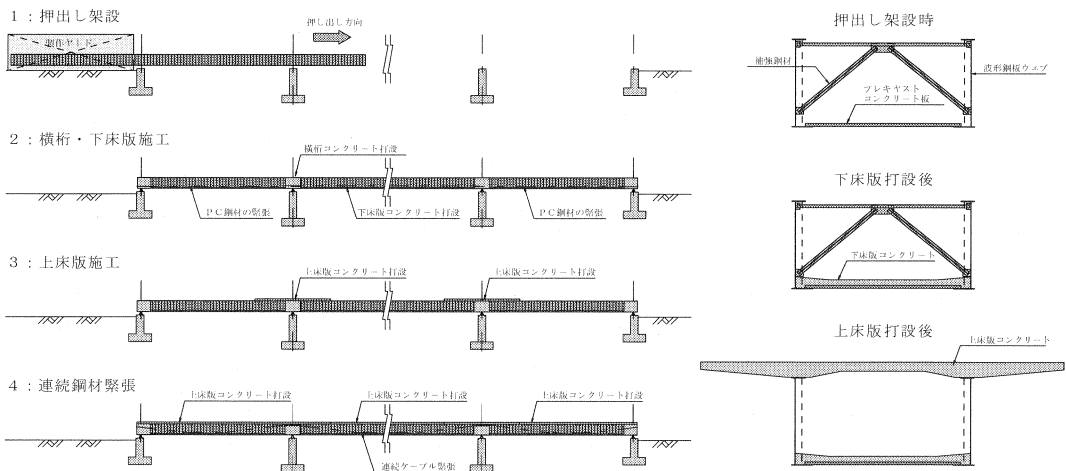 1：押出し架設
製作ヤード
押し出し方向
2：横桁・下床版施工
横桁コンクリート打設
PC鋼材の緊張
下床版コンクリート打設
PC鋼材の緊張
3：上床版施工
上床版コンクリート打設
上床版コンクリート打設
4：連続鋼材緊張
上床版コンクリート打設
上床版コンクリート打設
上床版コンクリート打設
連続ケーブル緊張
押出し架設時
補強鋼材
波形鋼板ウエブ
プレキャスト
コンクリート板
下床版打設後
下床版コンクリート
上床版打設後
上床版コンクリート